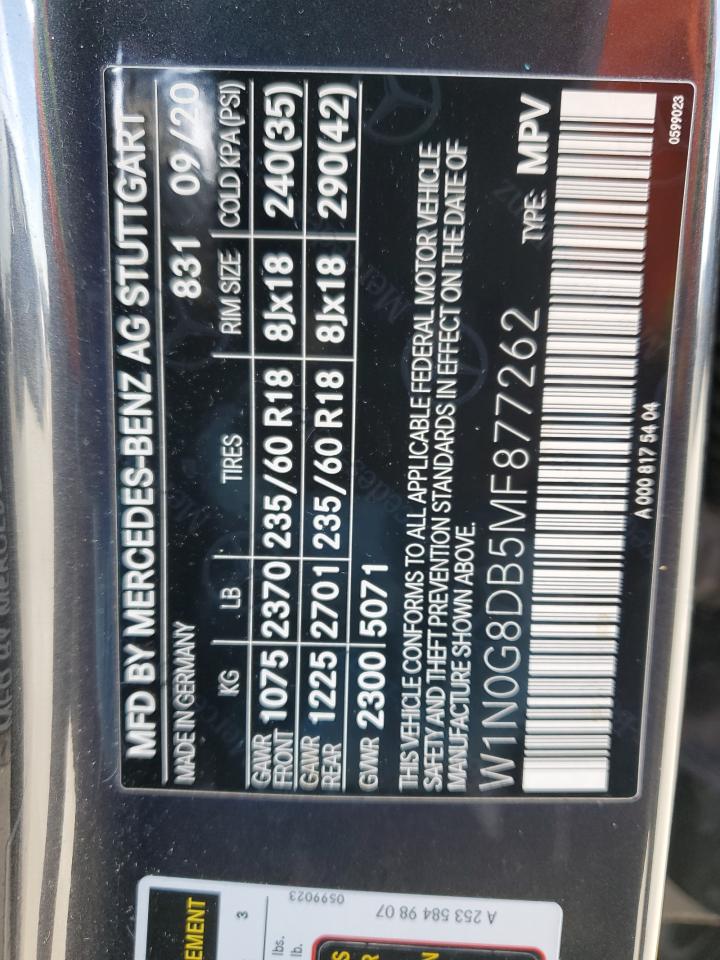 MFD BY MERCEDES-BENZ AG STUTTGART
MADE IN GERMANY 831 09/20
KG LB TIRES RIM SIZE COLD KPA(PSI)
GAWR FRONT 1075 2370 235/60 R18 8Jx18 240(35)
GAWR REAR 1225 2701 235/60 R18 8Jx18 290(42)
GVWR 2300 5071
THIS VEHICLE CONFORMS TO ALL APPLICABLE FEDERAL MOTOR VEHICLE
SAFETY AND THEFT PREVENTION STANDARDS IN EFFECT ON THE DATE OF
MANUFACTURE SHOWN ABOVE.
W1N0G8DB5MF877262 TYPE: MPV
A 000 817 54 04 0599023
EMENT
3
lbs.
lb.
0599023
A 253 584 98 07